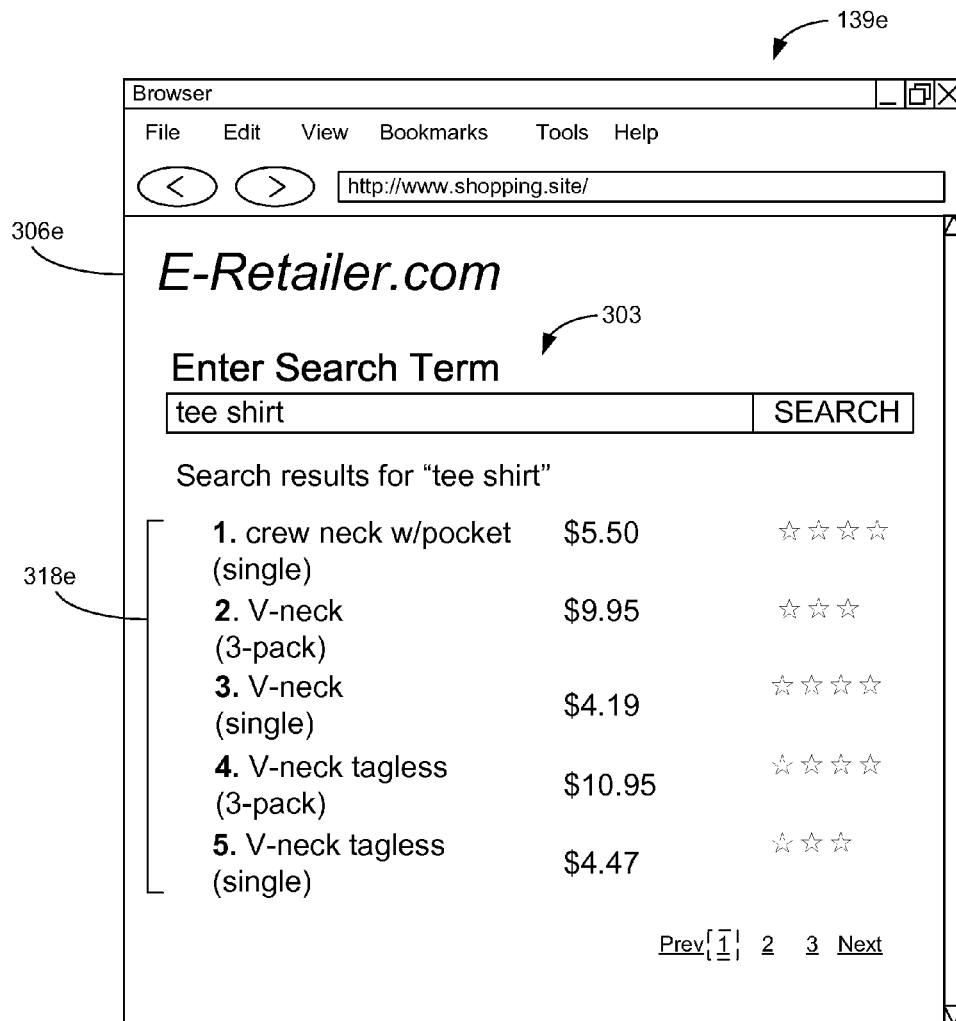 139e
Browser
File Edit View Bookmarks Tools Help
< > http://www.shopping.site/
306e
E-Retailer.com
303
Enter Search Term
tee shirt SEARCH
Search results for “tee shirt”
1. crew neck w/pocket $5.50 ☆☆☆☆
(single)
318e
2. V-neck $9.95 ☆☆☆
(3-pack)
3. V-neck $4.19 ☆☆☆☆
(single)
4. V-neck tagless $10.95 ☆☆☆☆
(3-pack)
5. V-neck tagless $4.47 ☆☆☆
(single)
Prev 1 2 3 Next